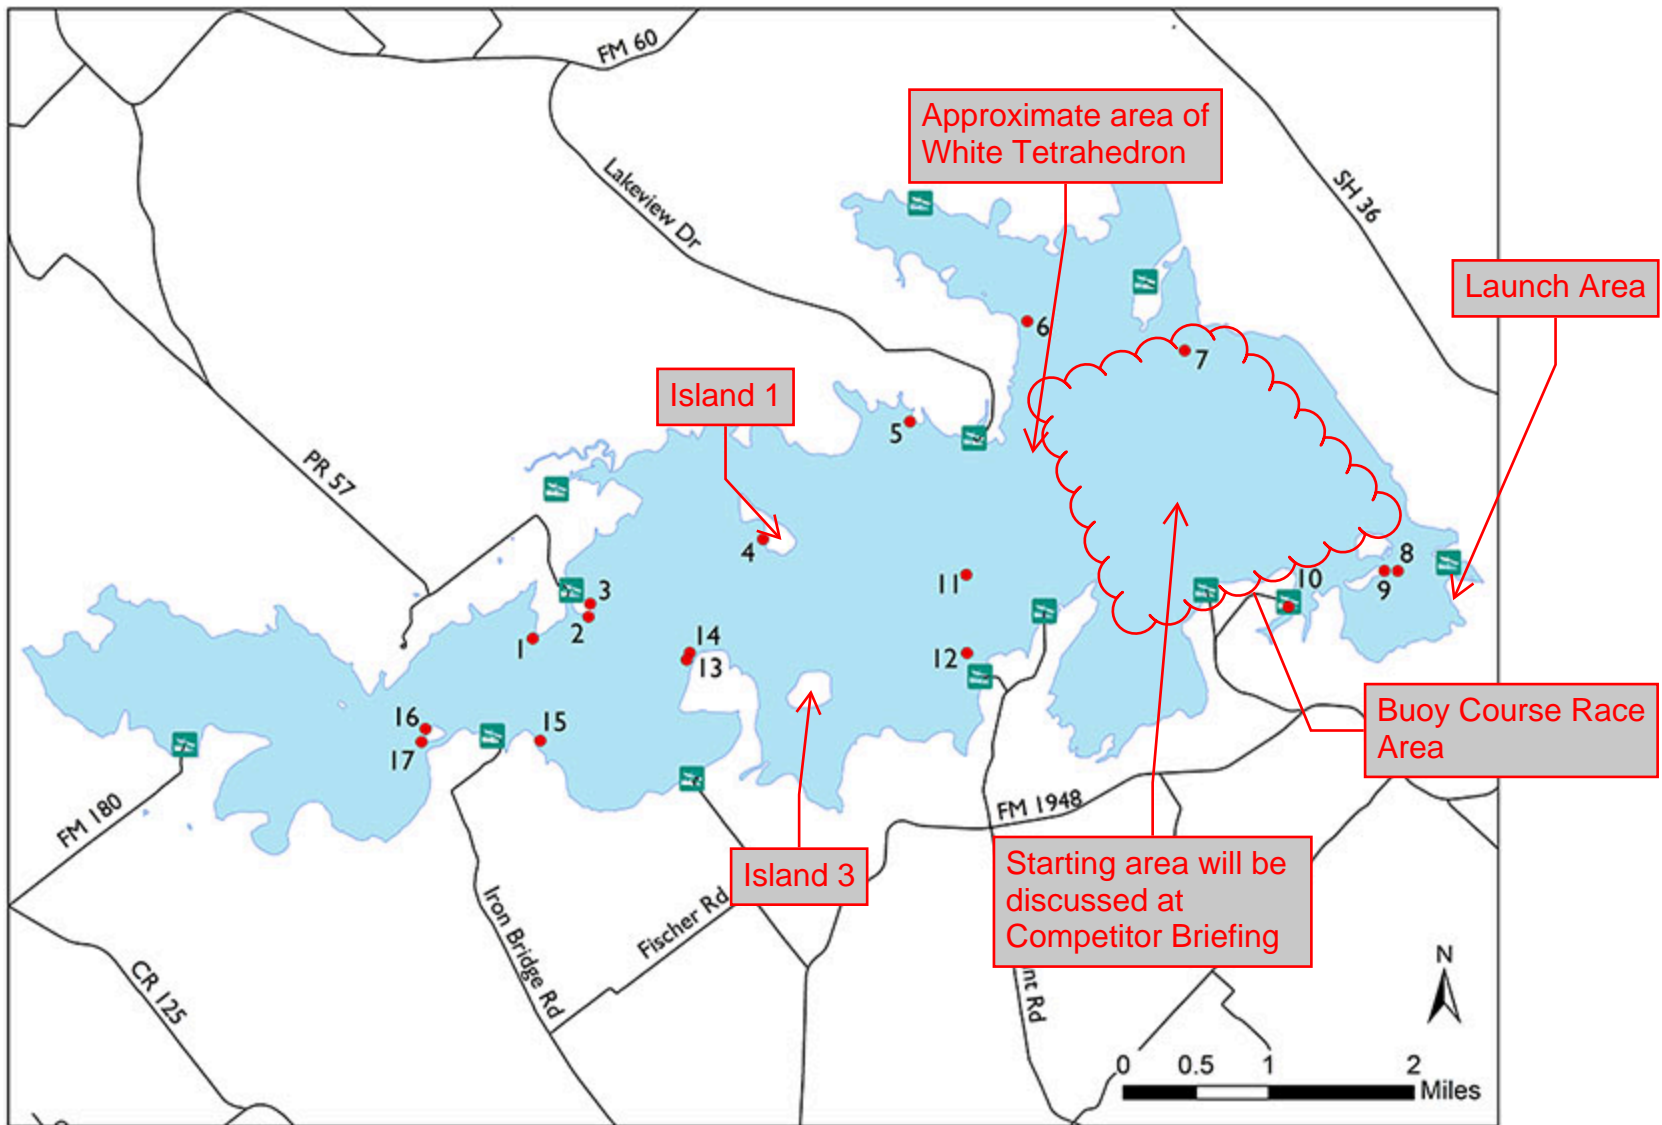 FM 60
Approximate area of
White Tetrahedron
Lakeview Dr
SH 36
Launch Area
6
7
Island 1
5
PR 57
4
11
8
9
10
3
2
1
14
13
12
16
17
15
Buoy Course Race
Area
FM 180
FM 1948
Island 3
Starting area will be
discussed at
Competitor Briefing
Iron Bridge Rd
Fischer Rd
nt Rd
CR 125
N
0 0.5 1 2
Miles